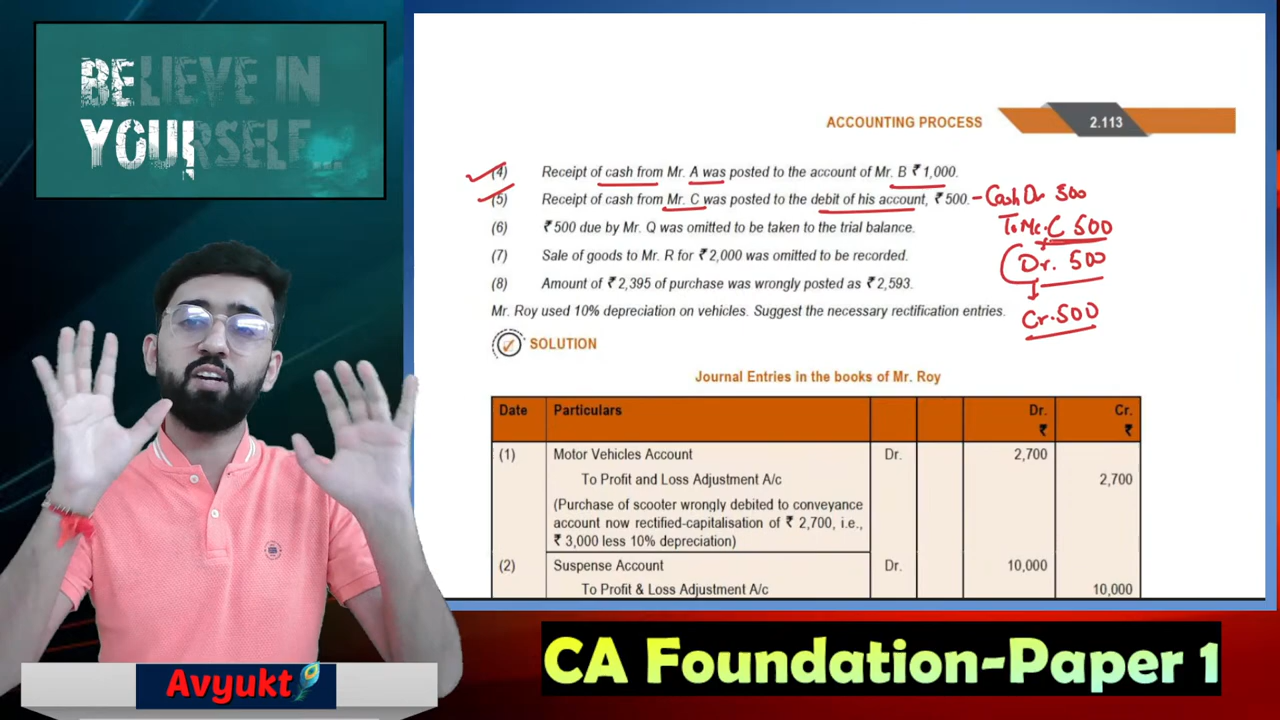 BELIEVE IN
YOURSELF...
ACCOUNTING PROCESS 2.113
(4) Receipt of cash from Mr. A was posted to the account of Mr. B ₹ 1,000.
(5) Receipt of cash from Mr. C was posted to the debit of his account, ₹ 500. - Cash Dr 500
To Mr. C 500
(6) ₹ 500 due by Mr. Q was omitted to be taken to the trial balance.
(7) Sale of goods to Mr. R for ₹ 2,000 was omitted to be recorded.
Dr. 500
(8) Amount of ₹ 2,395 of purchase was wrongly posted as ₹ 2,593.
Mr. Roy used 10% depreciation on vehicles. Suggest the necessary rectification entries.
Cr. 500
SOLUTION
Journal Entries in the books of Mr. Roy
Date Particulars Dr. Cr.
₹ ₹
(1) Motor Vehicles Account Dr. 2,700
To Profit and Loss Adjustment A/c 2,700
(Purchase of scooter wrongly debited to conveyance
account now rectified-capitalisation of ₹ 2,700, i.e.,
₹ 3,000 less 10% depreciation)
(2) Suspense Account Dr. 10,000
To Profit & Loss Adjustment A/c 10,000
CA Foundation-Paper 1
Avyukt